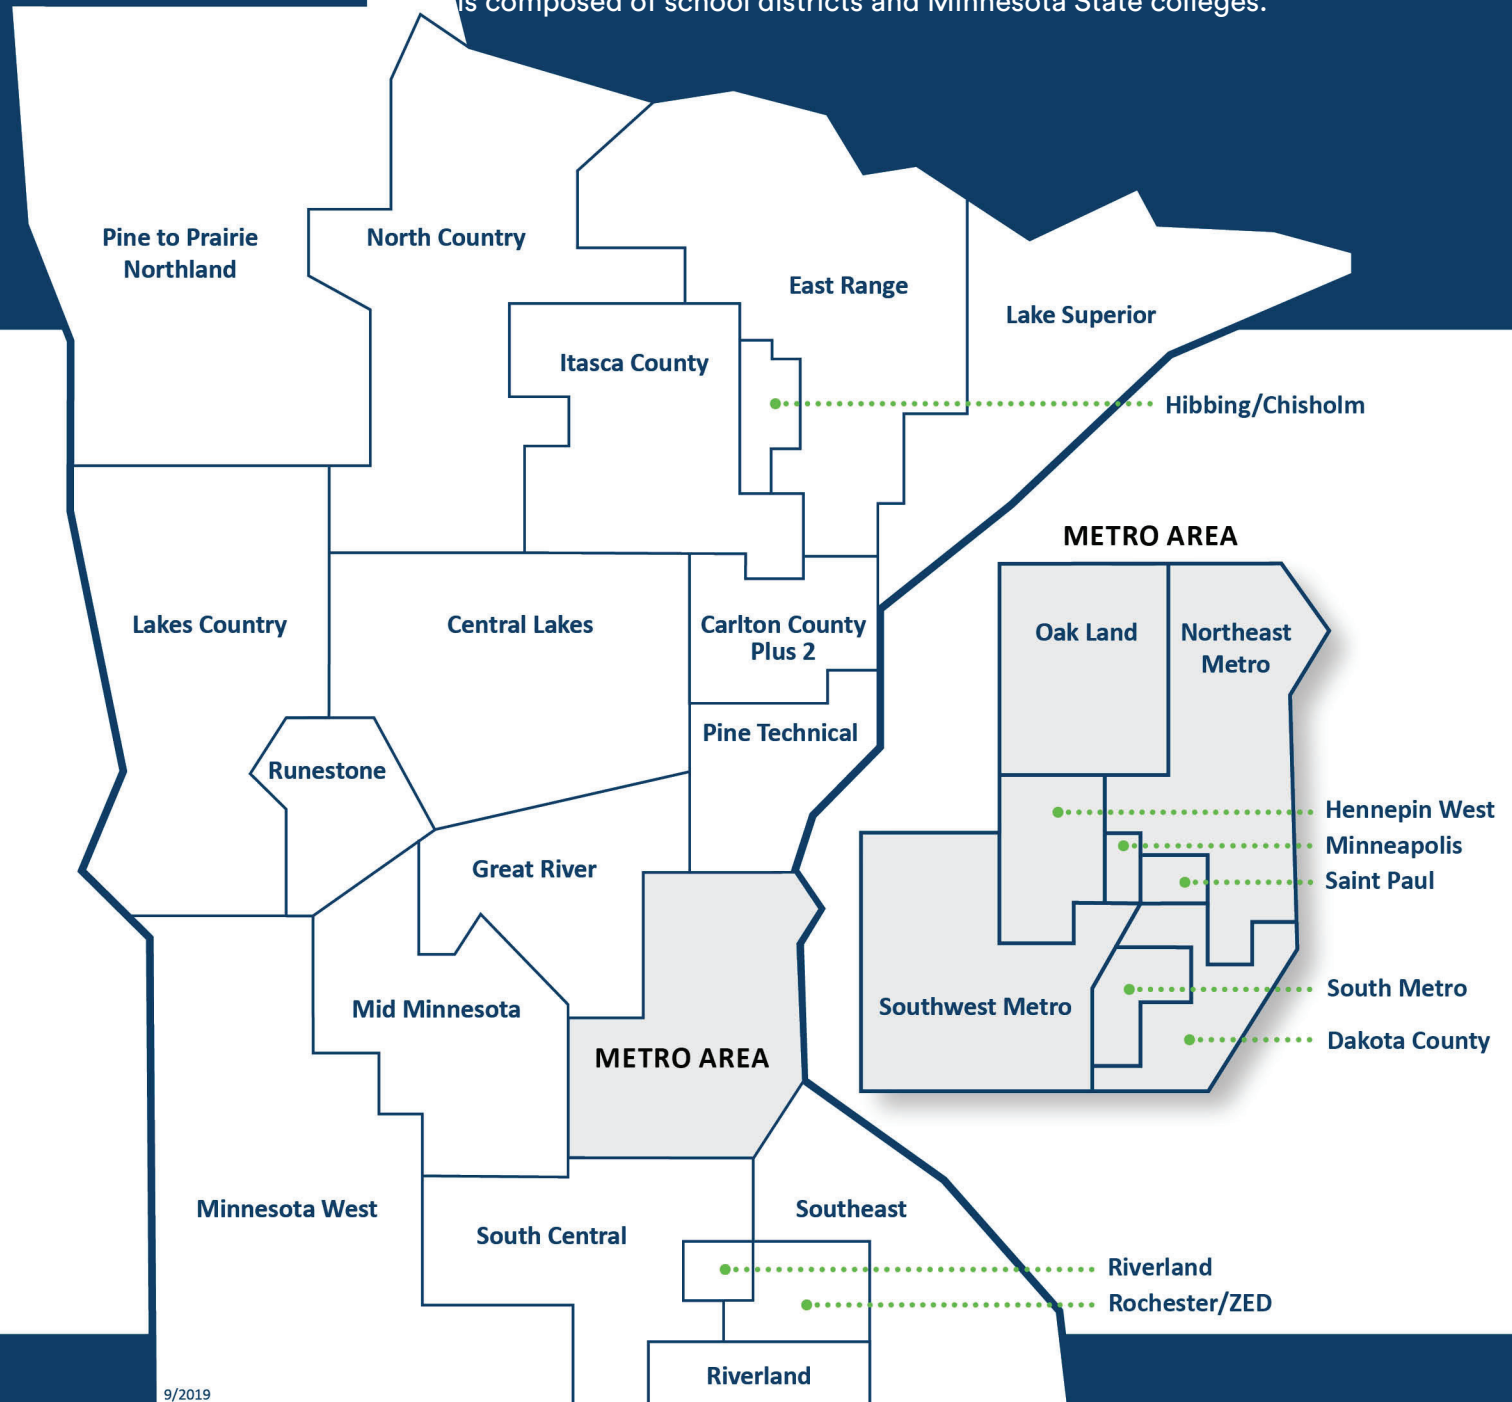 is composed of school districts and Minnesota State colleges.
Pine to Prairie
Northland
North Country
East Range
Lake Superior
Itasca County
Hibbing/Chisholm
METRO AREA
Lakes Country
Central Lakes
Carlton County
Plus 2
Oak Land
Northeast
Metro
Pine Technical
Runestone
Hennepin West
Minneapolis
Saint Paul
Great River
Mid Minnesota
Southwest Metro
South Metro
METRO AREA
Dakota County
Minnesota West
South Central
Southeast
Riverland
Rochester/ZED
Riverland
9/2019